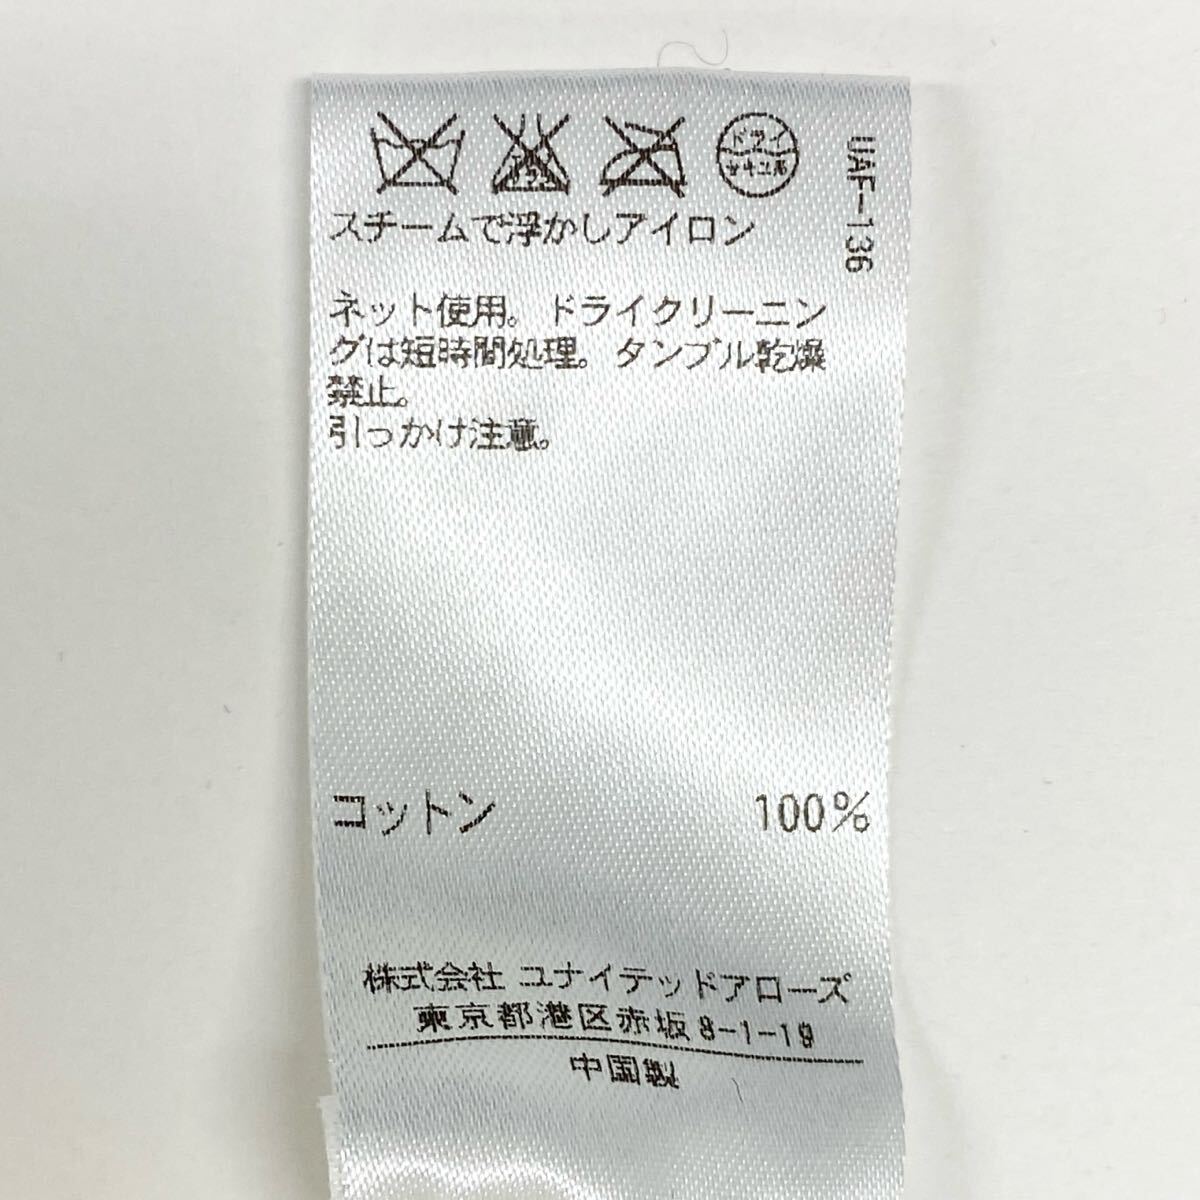 ドライ
セキユ系
UAF-136
スチームで浮かしアイロン
ネット使用。ドライクリーニン
グは短時間処理。タンブル乾燥
禁止。
引っかけ注意。
コットン 100%
株式会社 ユナイテッドアローズ
東京都港区赤坂8-1-19
中国製